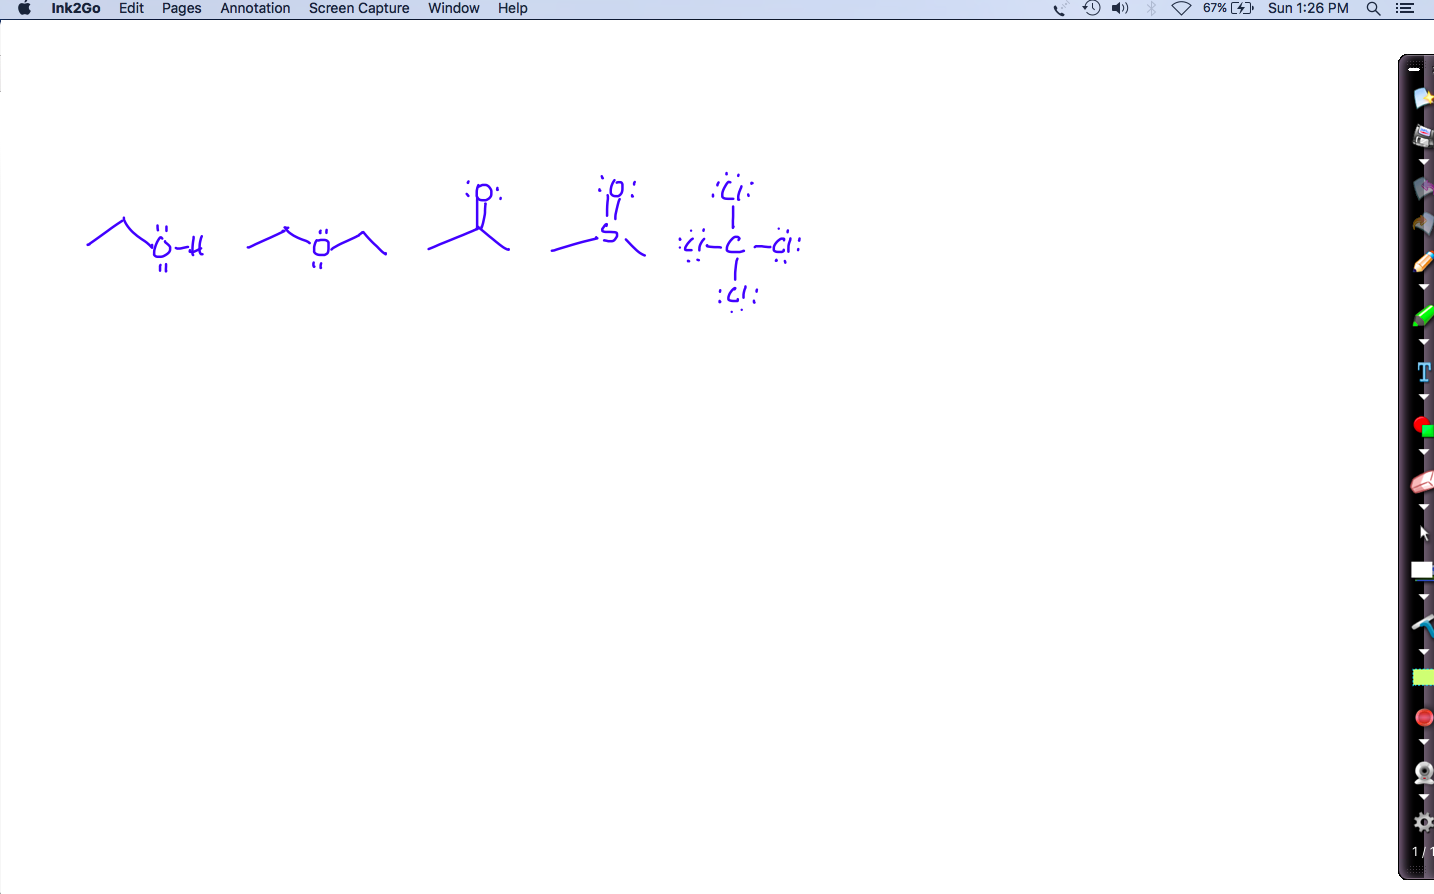 Ink2Go Edit Pages Annotation Screen Capture Window Help 67% Sun 1:26 PM
:O: :O: :Cl:
O-H O S :Cl-C-Cl:
:Cl:
T
1 / 1